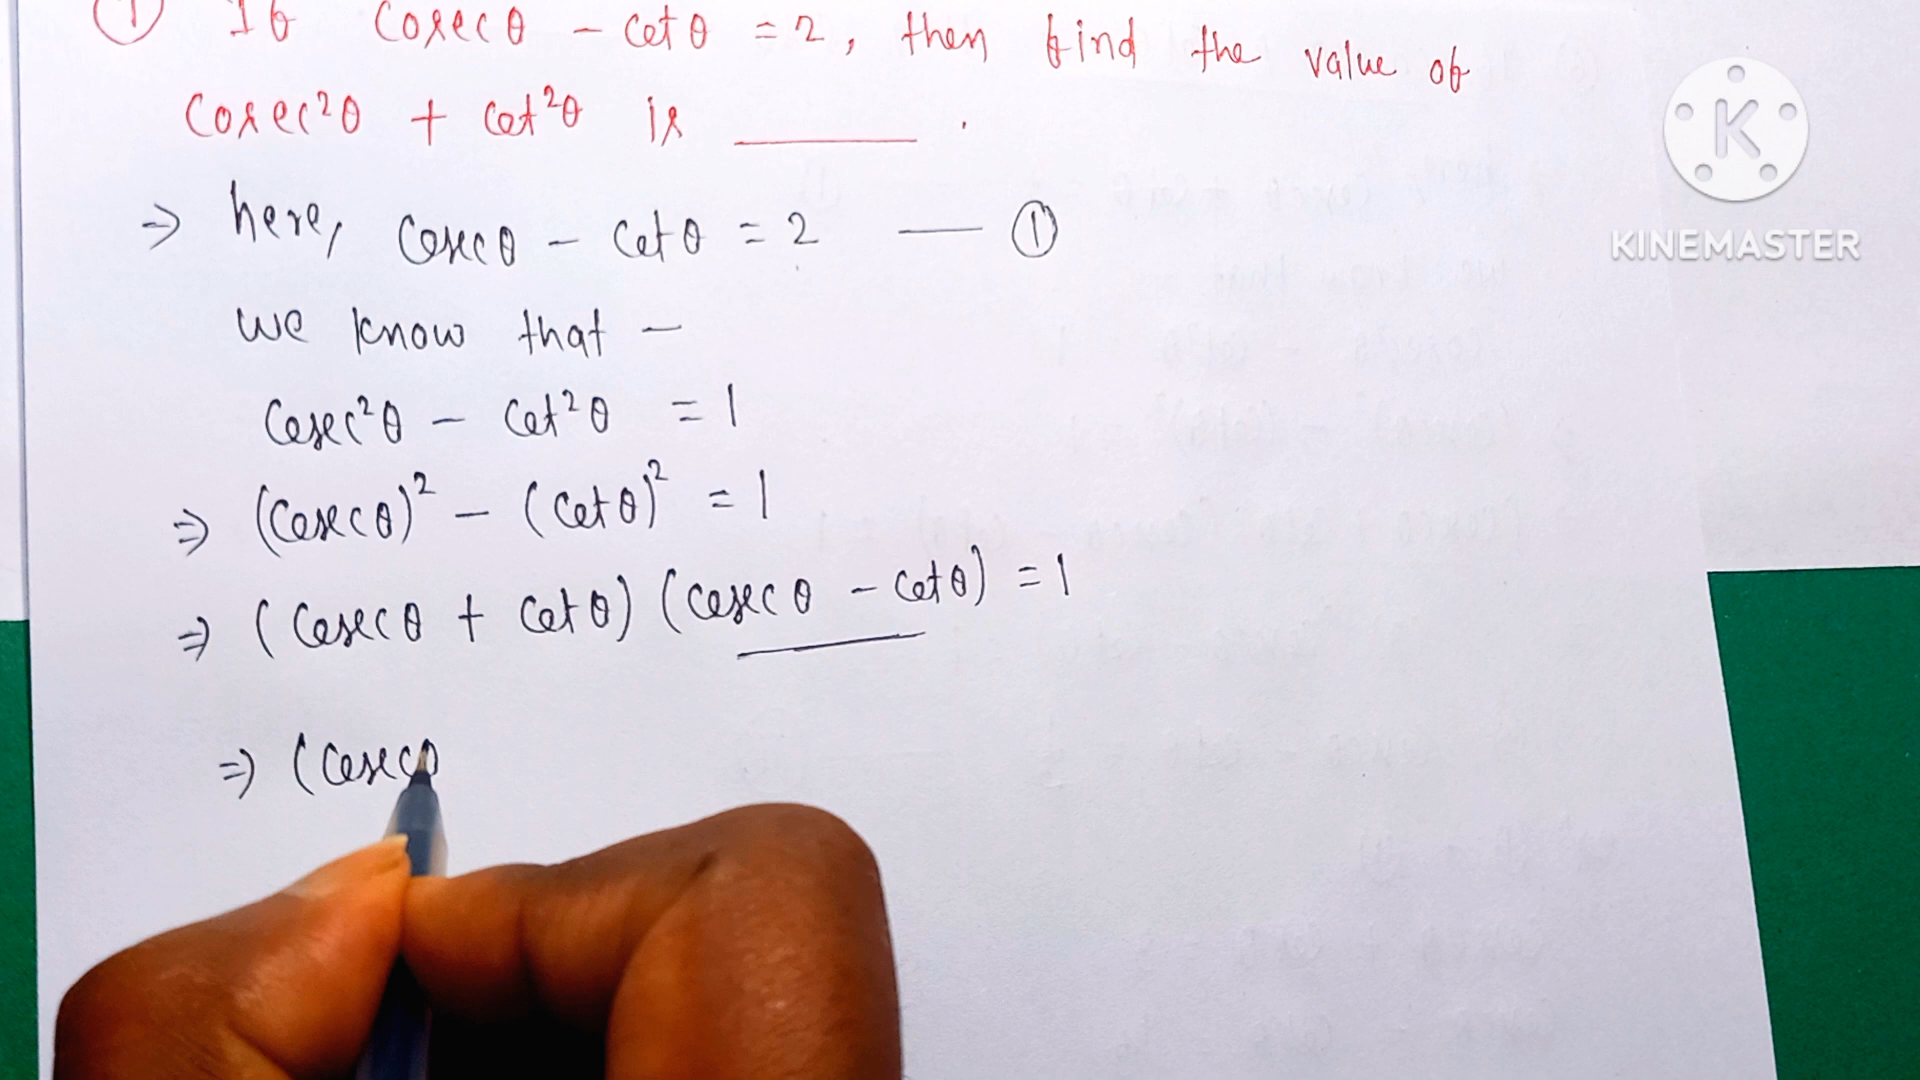 ① If Cosecθ - Cotθ = 2, then find the value of
Cosec²θ + Cot²θ is ______ .
⇒ here, Cosecθ - Cotθ = 2 — ①
we know that —
Cosec²θ - Cot²θ = 1
⇒ (Cosecθ)² - (Cotθ)² = 1
⇒ (Cosecθ + Cotθ) (Cosecθ - Cotθ) = 1
⇒ (Cosecθ
K
KINEMASTER